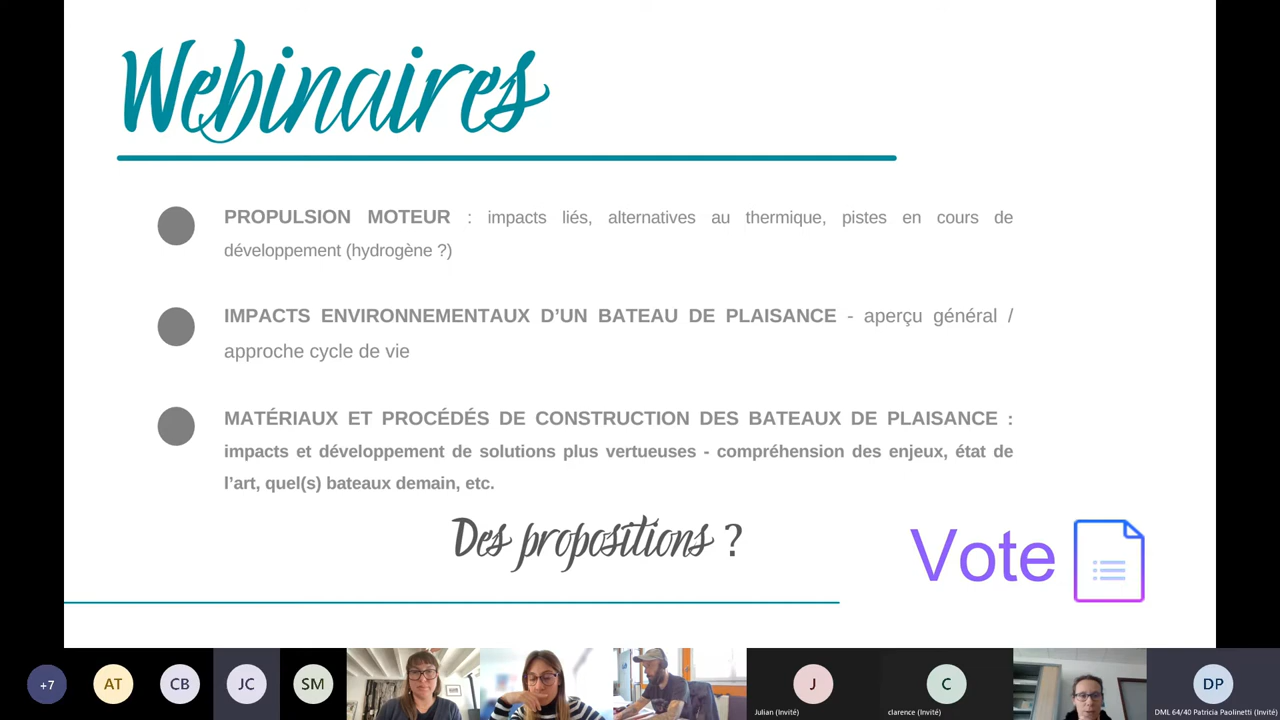 Webinaires
PROPULSION MOTEUR : impacts liés, alternatives au thermique, pistes en cours de
développement (hydrogène ?)
IMPACTS ENVIRONNEMENTAUX D’UN BATEAU DE PLAISANCE - aperçu général /
approche cycle de vie
MATÉRIAUX ET PROCÉDÉS DE CONSTRUCTION DES BATEAUX DE PLAISANCE :
impacts et développement de solutions plus vertueuses - compréhension des enjeux, état de
l’art, quel(s) bateaux demain, etc.
Des propositions ?
Vote
+7
AT
CB
JC
SM
J
Julian (Invité)
C
clarence (Invité)
DP
DML 64/40 Patricia Paolinetti (Invité)